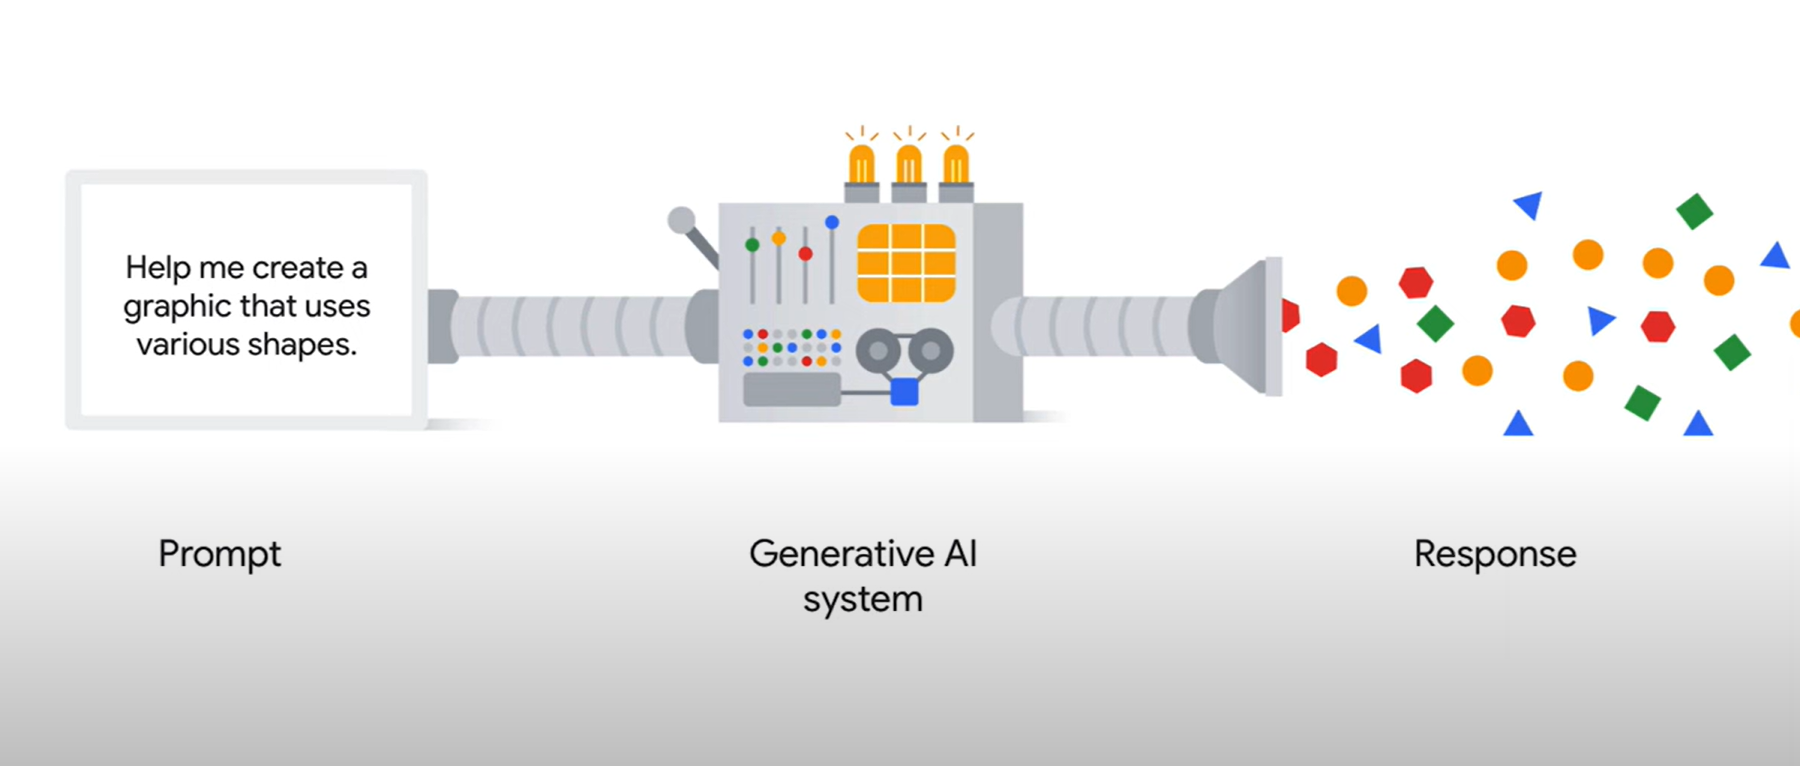 Help me create a
graphic that uses
various shapes.
Prompt
Generative AI
system
Response